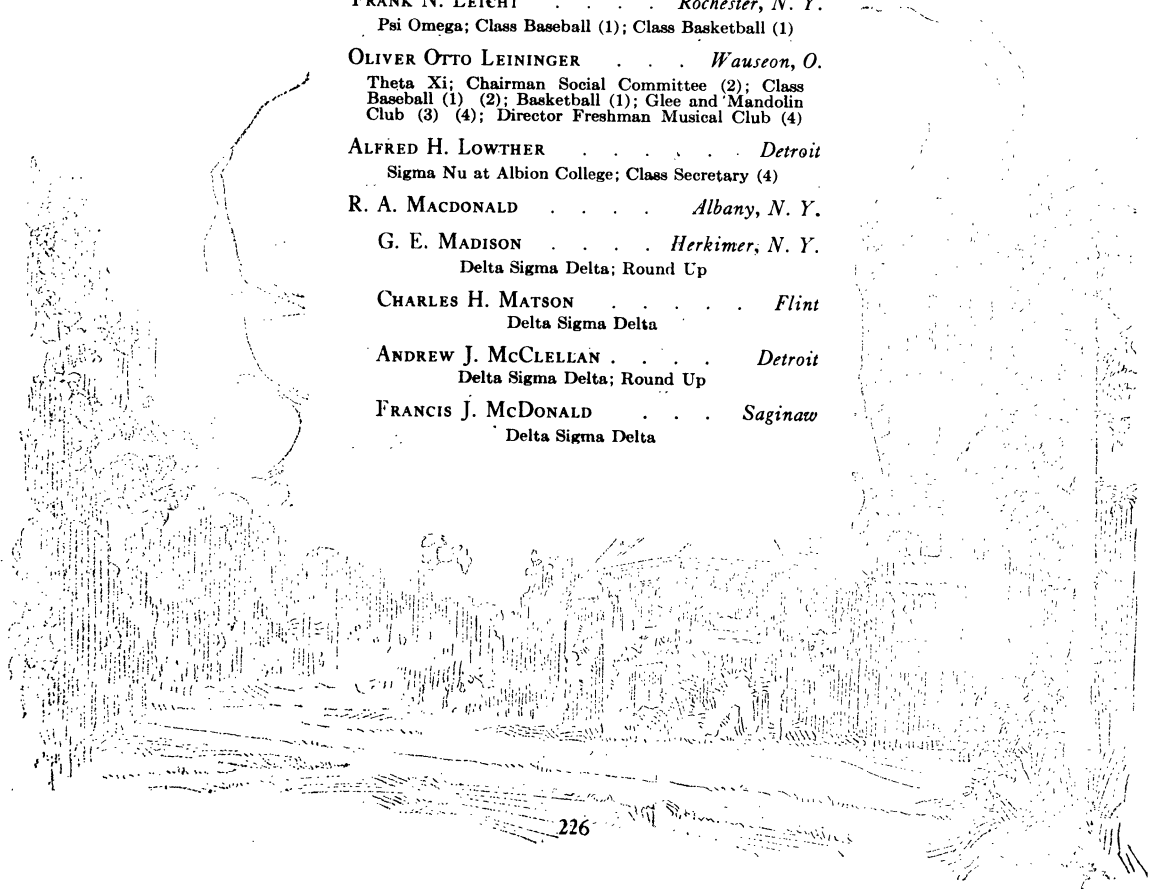 FRANK N. LEICHT . . . . Rochester, N. Y.
Psi Omega; Class Baseball (1); Class Basketball (1)
OLIVER OTTO LEININGER . . . Wauseon, O.
Theta Xi; Chairman Social Committee (2); Class
Baseball (1) (2); Basketball (1); Glee and Mandolin
Club (3) (4); Director Freshman Musical Club (4)
ALFRED H. LOWTHER . . . . . . Detroit
Sigma Nu at Albion College; Class Secretary (4)
R. A. MACDONALD . . . . Albany, N. Y.
G. E. MADISON . . . . Herkimer, N. Y.
Delta Sigma Delta; Round Up
CHARLES H. MATSON . . . . . Flint
Delta Sigma Delta
ANDREW J. MCCLELLAN . . . . Detroit
Delta Sigma Delta; Round Up
FRANCIS J. MCDONALD . . . Saginaw
Delta Sigma Delta
226